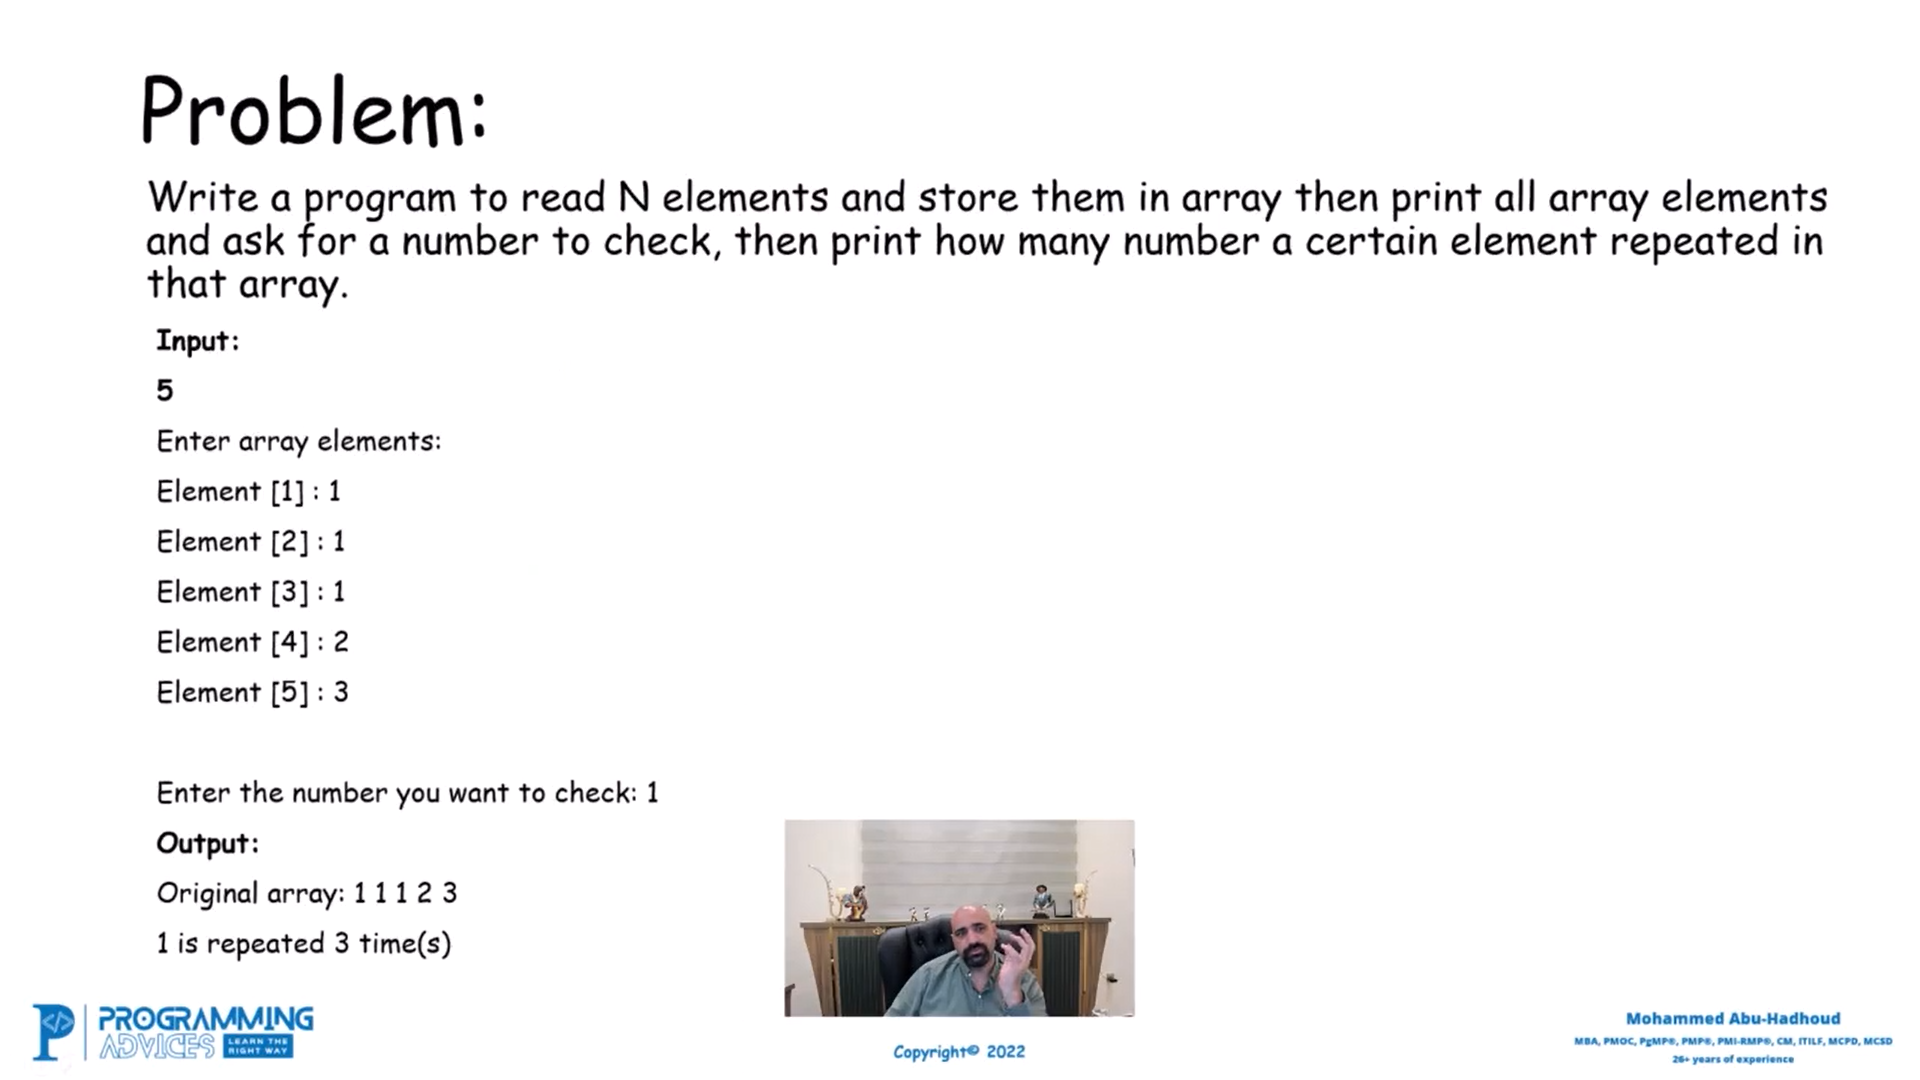 Problem:
Write a program to read N elements and store them in array then print all array elements
and ask for a number to check, then print how many number a certain element repeated in
that array.
Input:
5
Enter array elements:
Element [1] : 1
Element [2] : 1
Element [3] : 1
Element [4] : 2
Element [5] : 3
Enter the number you want to check: 1
Output:
Original array: 1 1 1 2 3
1 is repeated 3 time(s)
PROGRAMMING
ADVICES LEARN THE
RIGHT WAY
Copyright© 2022
Mohammed Abu-Hadhoud
MBA, PMOC, PgMP®, PMP®, PMI-RMP®, CM, ITILF, MCPD, MCSD
26+ years of experience